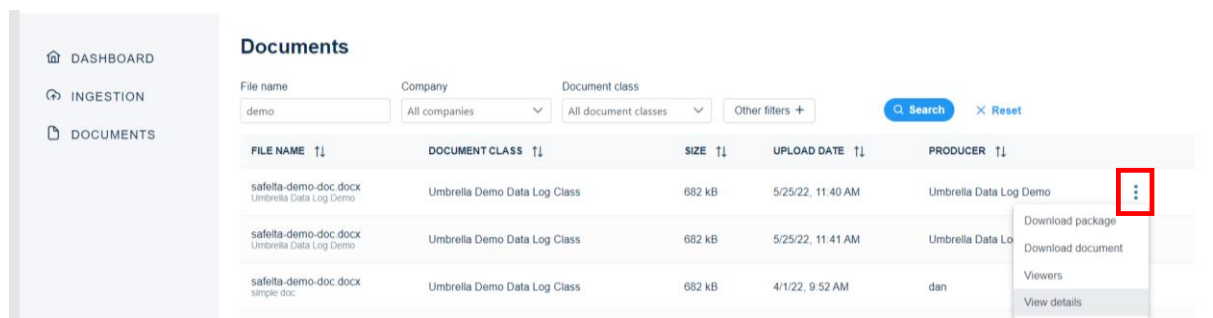 DASHBOARD
INGESTION
DOCUMENTS
Documents
File name Company Document class
demo All companies All document classes Other filters + Search Reset
FILE NAME DOCUMENT CLASS SIZE UPLOAD DATE PRODUCER
safelta-demo-doc.docx Umbrella Demo Data Log Class 682 kB 5/25/22, 11:40 AM Umbrella Data Log Demo
Umbrella Data Log Demo
Download package
safelta-demo-doc.docx Umbrella Demo Data Log Class 682 kB 5/25/22, 11:41 AM Umbrella Data Lo
Umbrella Data Log Demo
Download document
Viewers
safelta-demo-doc.docx Umbrella Demo Data Log Class 682 kB 4/1/22, 9:52 AM dan
simple doc
View details